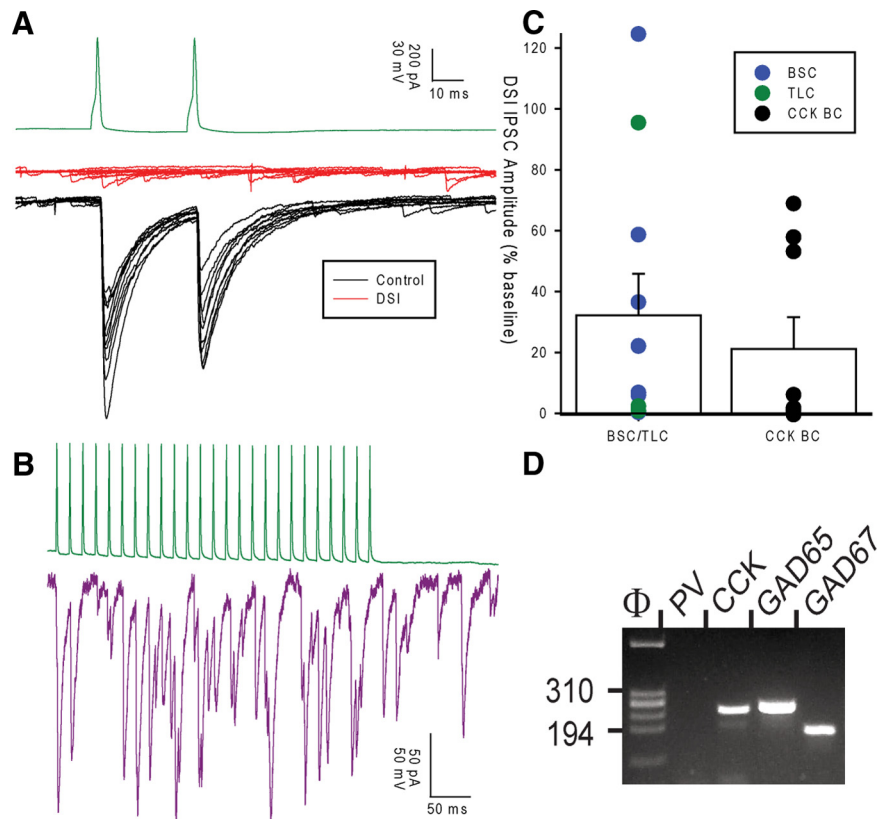 A
200 pA
30 mV
10 ms
Control
DSI
B
50 pA
50 mV
50 ms
C
DSI IPSC Amplitude (% baseline)
120
100
80
60
40
20
0
BSC
TLC
CCK BC
BSC/TLC
CCK BC
D
Φ
PV
CCK
GAD65
GAD67
310
194